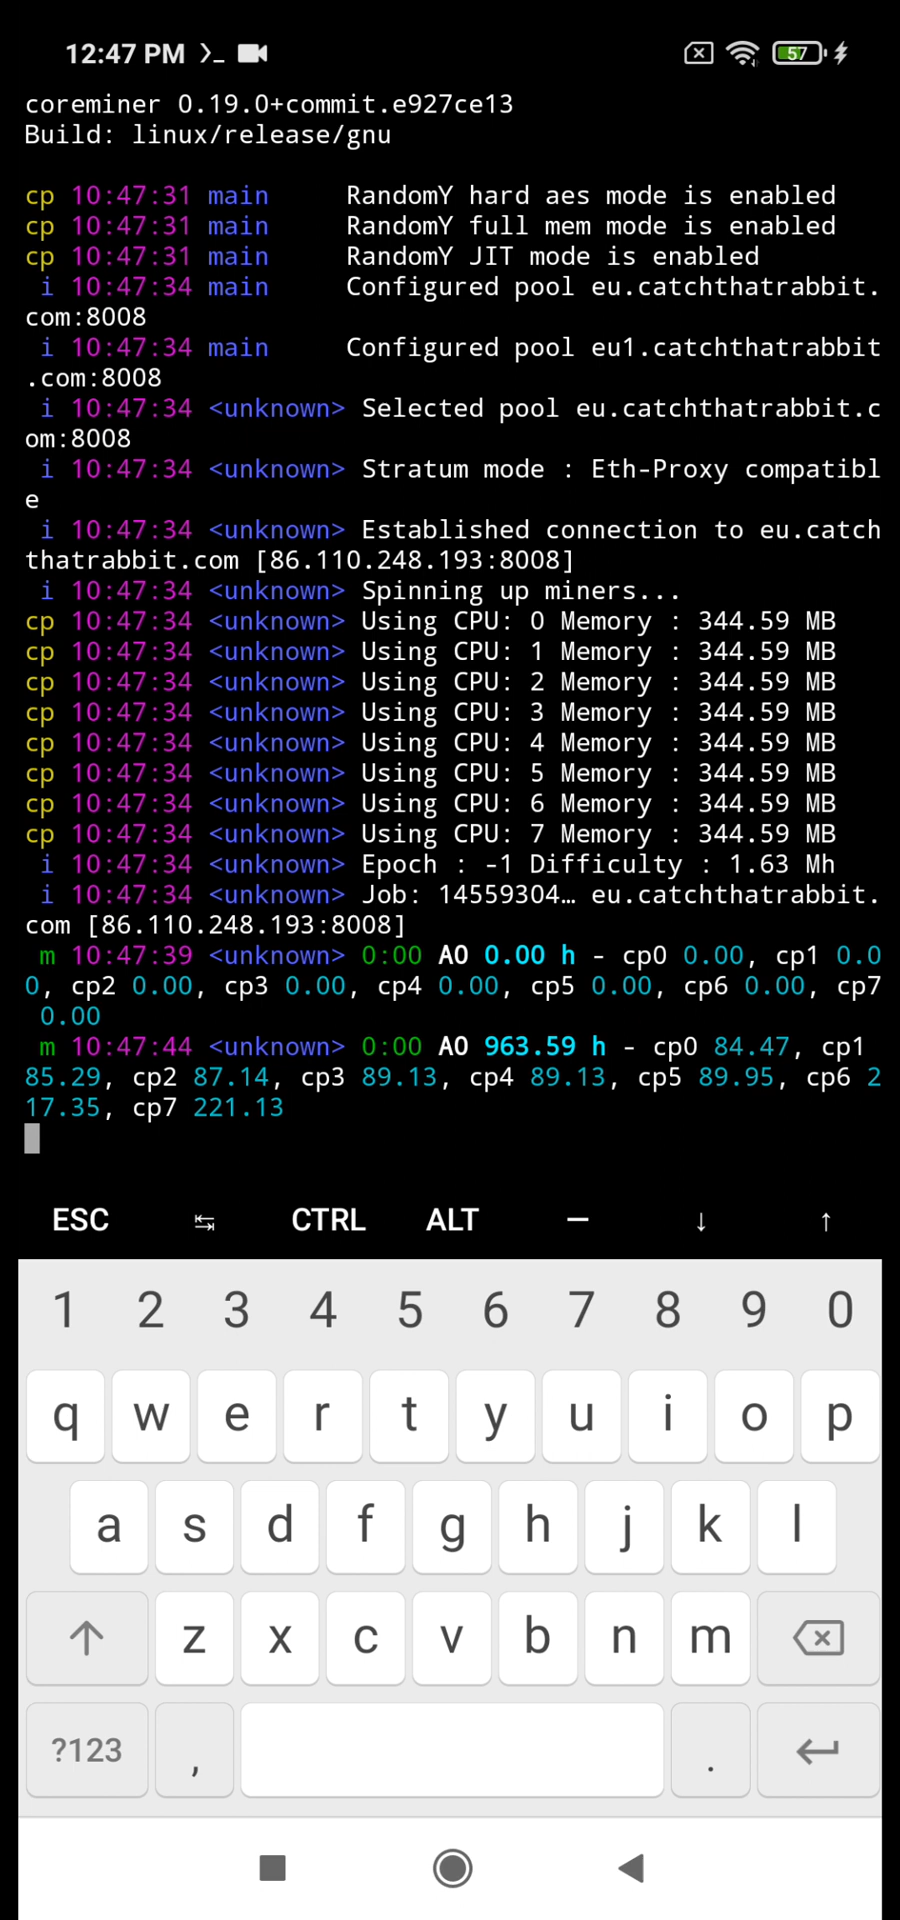 12:47 PM
57
coreminer 0.19.0+commit.e927ce13
Build: linux/release/gnu
cp 10:47:31 main RandomY hard aes mode is enabled
cp 10:47:31 main RandomY full mem mode is enabled
cp 10:47:31 main RandomY JIT mode is enabled
i 10:47:34 main Configured pool eu.catchthatrabbit.
com:8008
i 10:47:34 main Configured pool eu1.catchthatrabbit
.com:8008
i 10:47:34 <unknown> Selected pool eu.catchthatrabbit.c
om:8008
i 10:47:34 <unknown> Stratum mode : Eth-Proxy compatibl
e
i 10:47:34 <unknown> Established connection to eu.catch
thatrabbit.com [86.110.248.193:8008]
i 10:47:34 <unknown> Spinning up miners...
cp 10:47:34 <unknown> Using CPU: 0 Memory : 344.59 MB
cp 10:47:34 <unknown> Using CPU: 1 Memory : 344.59 MB
cp 10:47:34 <unknown> Using CPU: 2 Memory : 344.59 MB
cp 10:47:34 <unknown> Using CPU: 3 Memory : 344.59 MB
cp 10:47:34 <unknown> Using CPU: 4 Memory : 344.59 MB
cp 10:47:34 <unknown> Using CPU: 5 Memory : 344.59 MB
cp 10:47:34 <unknown> Using CPU: 6 Memory : 344.59 MB
cp 10:47:34 <unknown> Using CPU: 7 Memory : 344.59 MB
i 10:47:34 <unknown> Epoch : -1 Difficulty : 1.63 Mh
i 10:47:34 <unknown> Job: 14559304… eu.catchthatrabbit.
com [86.110.248.193:8008]
m 10:47:39 <unknown> 0:00 A0 0.00 h - cp0 0.00, cp1 0.0
0, cp2 0.00, cp3 0.00, cp4 0.00, cp5 0.00, cp6 0.00, cp7
0.00
m 10:47:44 <unknown> 0:00 A0 963.59 h - cp0 84.47, cp1
85.29, cp2 87.14, cp3 89.13, cp4 89.13, cp5 89.95, cp6 2
17.35, cp7 221.13
ESC ↹ CTRL ALT — ↓ ↑
1 2 3 4 5 6 7 8 9 0
q w e r t y u i o p
a s d f g h j k l
z x c v b n m
?123 , .